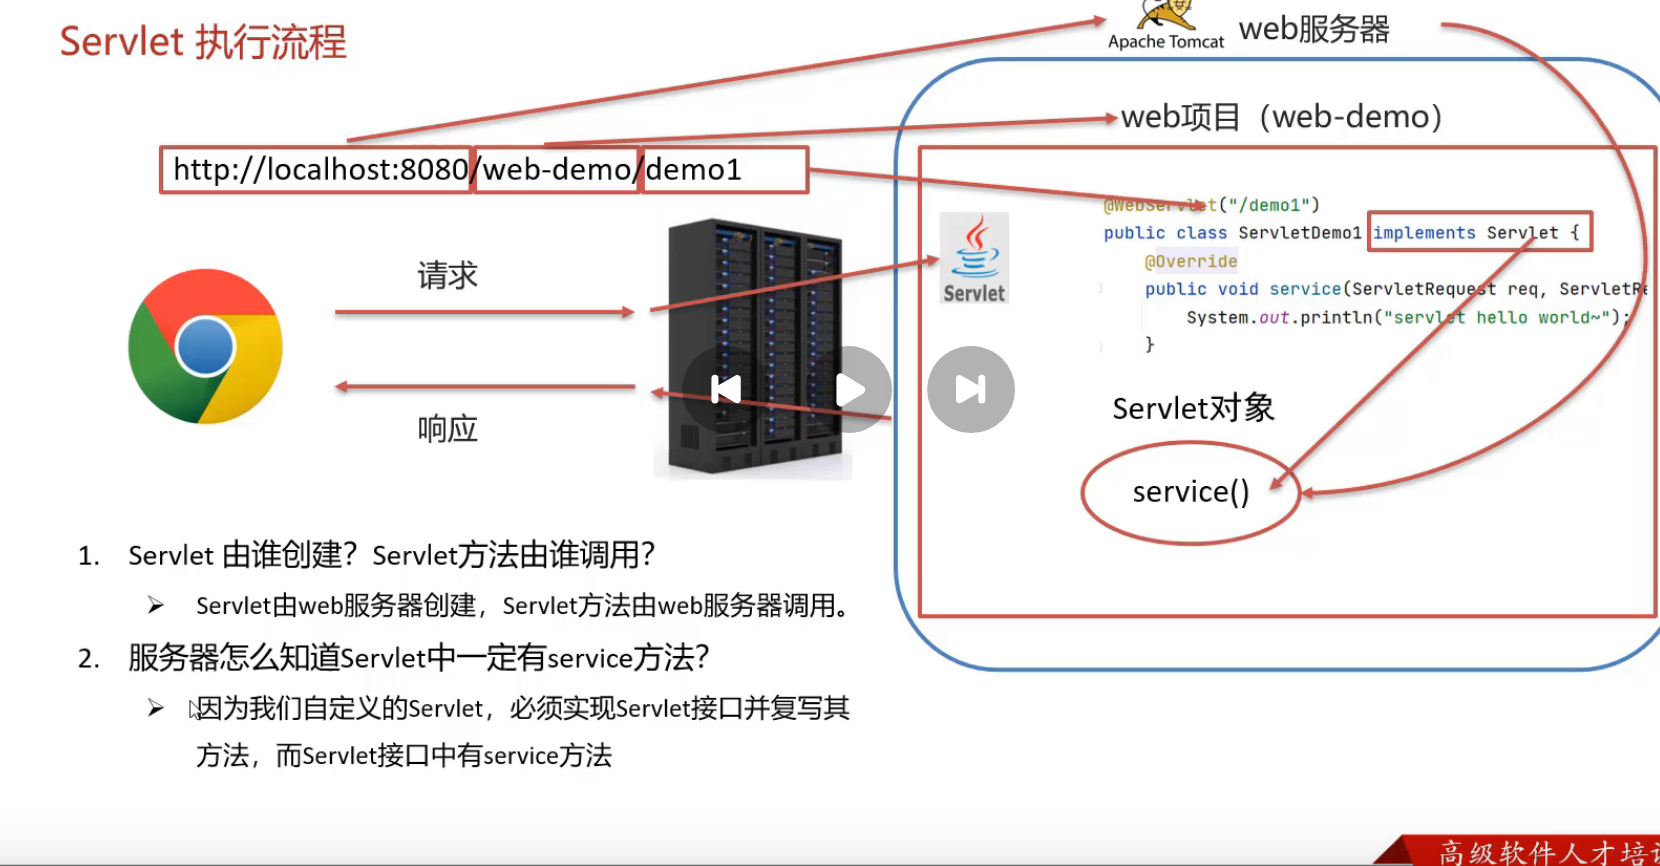 Servlet 执行流程
Apache Tomcat
web服务器
web项目（web-demo）
http://localhost:8080/web-demo/demo1
@WebServlet("/demo1")
public class ServletDemo1 implements Servlet {
@Override
public void service(ServletRequest req,
System.out.println("servlet hello world~");
}
Servlet
请求
响应
Servlet对象
service()
1. Servlet 由谁创建？Servlet方法由谁调用？
➢ Servlet由web服务器创建，Servlet方法由web服务器调用。
2. 服务器怎么知道Servlet中一定有service方法？
➢ 因为我们自定义的Servlet，必须实现Servlet接口并复写其
方法，而Servlet接口中有service方法
高级软件人才培